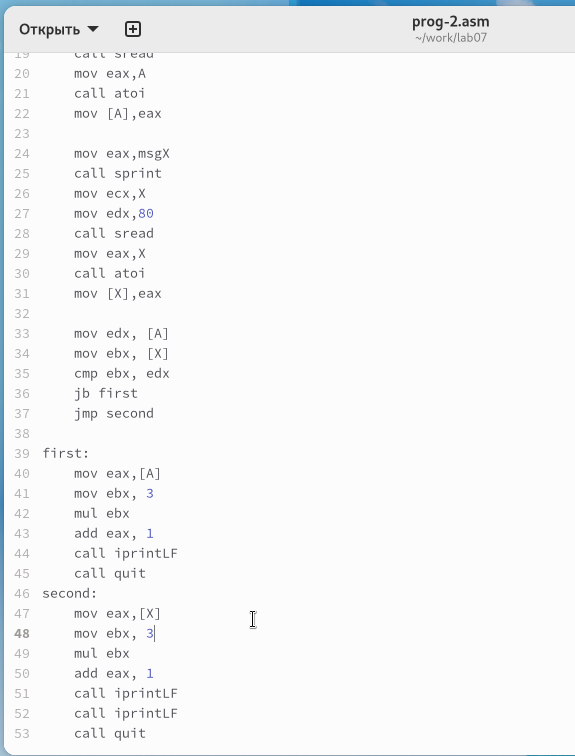 Открыть
prog-2.asm
~/work/lab07
19 call sread
20 mov eax,A
21 call atoi
22 mov [A],eax
23
24 mov eax,msgX
25 call sprint
26 mov ecx,X
27 mov edx,80
28 call sread
29 mov eax,X
30 call atoi
31 mov [X],eax
32
33 mov edx, [A]
34 mov ebx, [X]
35 cmp ebx, edx
36 jb first
37 jmp second
38
39 first:
40 mov eax,[A]
41 mov ebx, 3
42 mul ebx
43 add eax, 1
44 call iprintLF
45 call quit
46 second:
47 mov eax,[X]
48 mov ebx, 3
49 mul ebx
50 add eax, 1
51 call iprintLF
52 call iprintLF
53 call quit